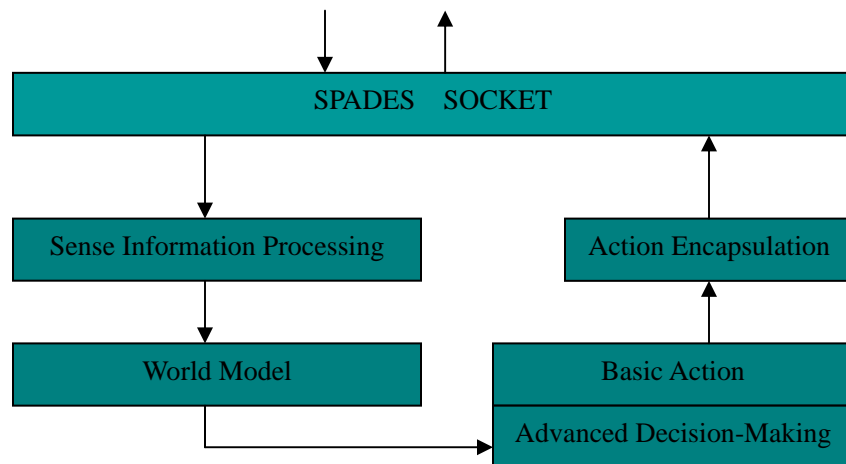 SPADES SOCKET
Sense Information Processing
Action Encapsulation
World Model
Basic Action
Advanced Decision-Making